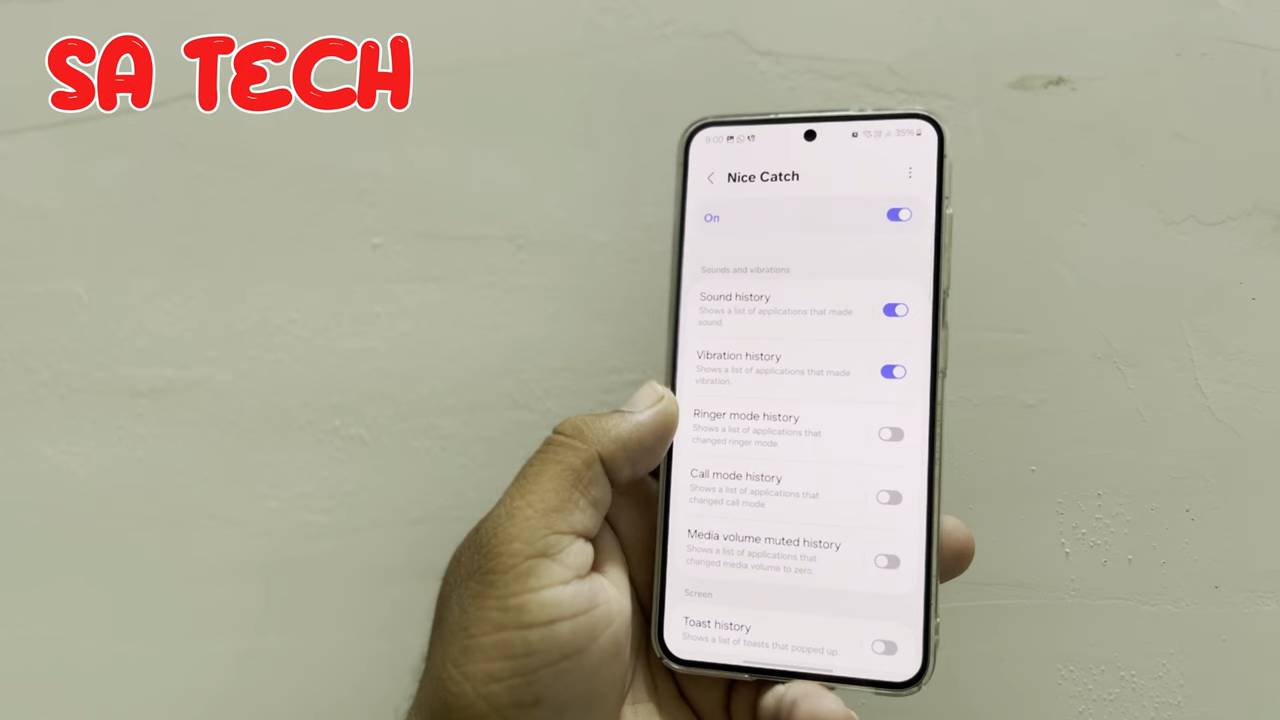 SA TECH
9:00
35%
Nice Catch
On
Sounds and vibrations
Sound history
Shows a list of applications that made
sound.
Vibration history
Shows a list of applications that made
vibration.
Ringer mode history
Shows a list of applications that
changed ringer mode.
Call mode history
Shows a list of applications that
changed call mode
Media volume muted history
Shows a list of applications that
changed media volume to zero.
Screen
Toast history
Shows a list of toasts that popped up.